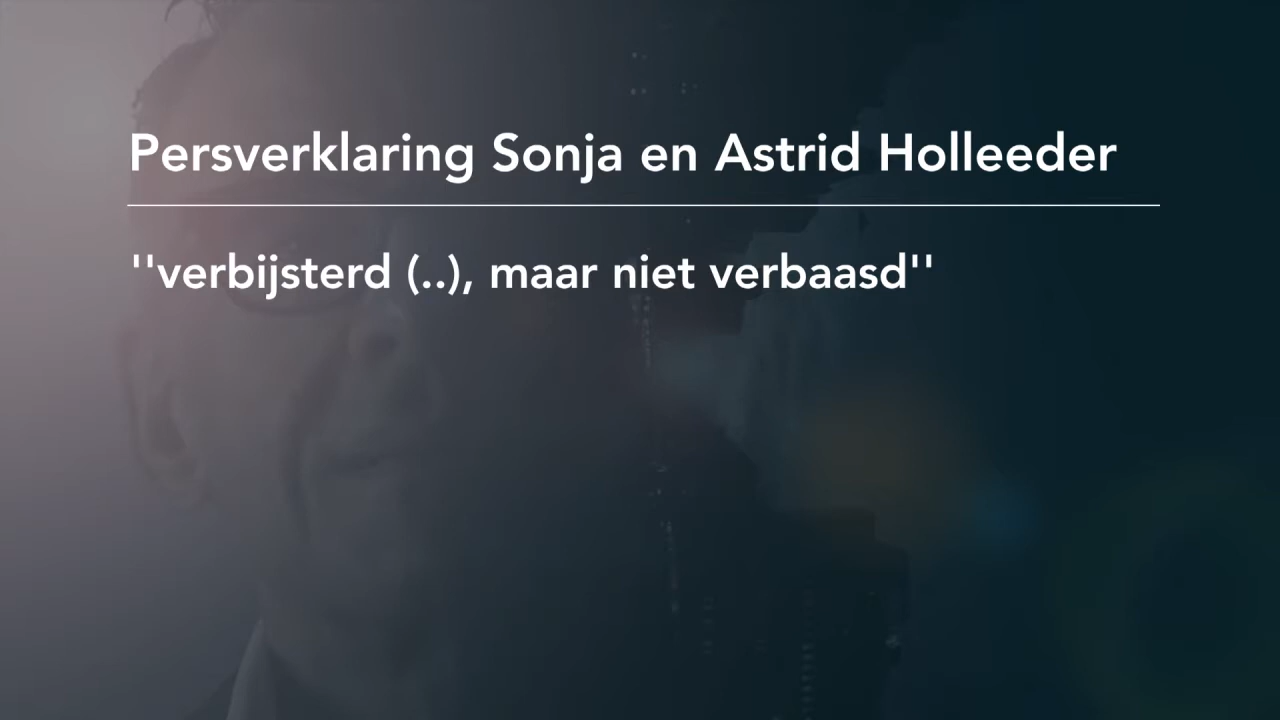 Persverklaring Sonja en Astrid Holleeder
''verbijsterd (..), maar niet verbaasd''